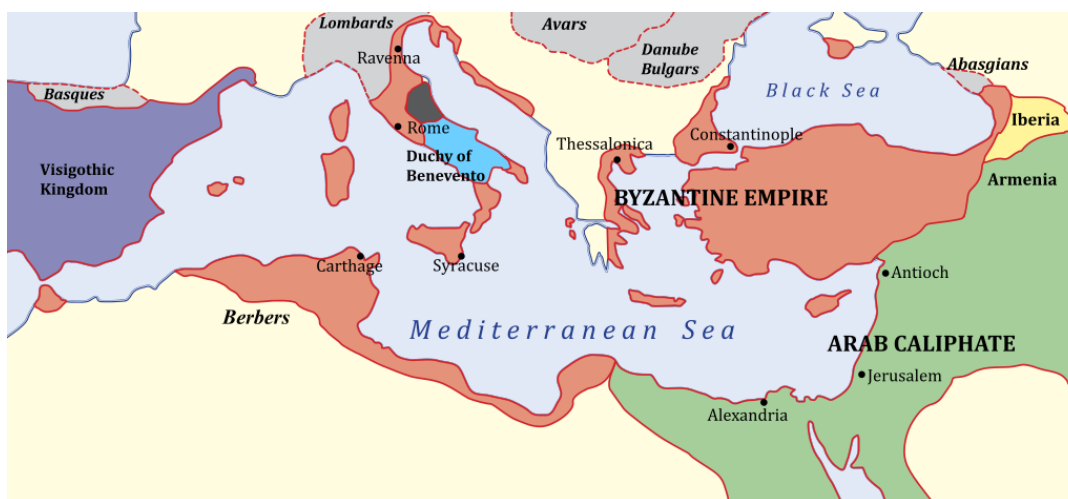 Lombards
Avars
Ravenna
Danube
Bulgars
Abasgians
Basques
Black Sea
Iberia
Rome
Constantinople
Thessalonica
Visigothic
Kingdom
Duchy of
Benevento
Armenia
BYZANTINE EMPIRE
Carthage
Syracuse
Antioch
Berbers
Mediterranean Sea
ARAB CALIPHATE
Jerusalem
Alexandria